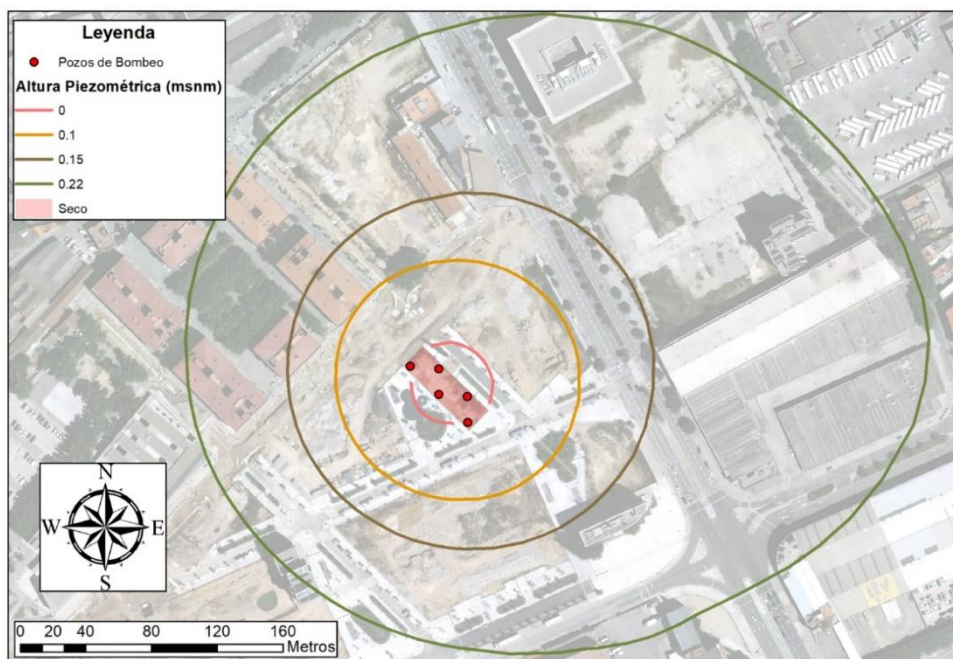 Leyenda
Pozos de Bombeo
Altura Piezométrica (msnm)
0
0.1
0.15
0.22
Seco
N
W E
S
0 20 40 80 120 160
Metros